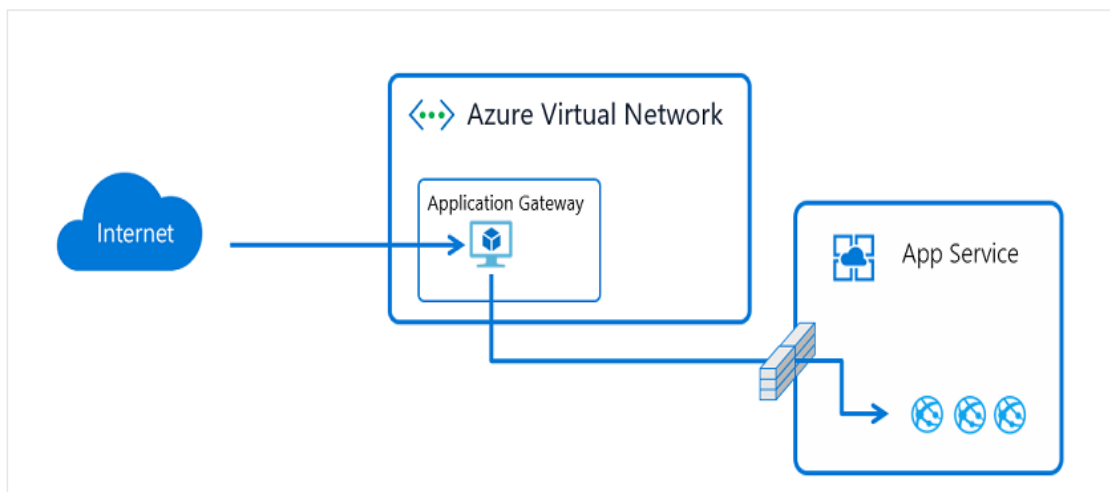 Azure Virtual Network
Application Gateway
Internet
App Service